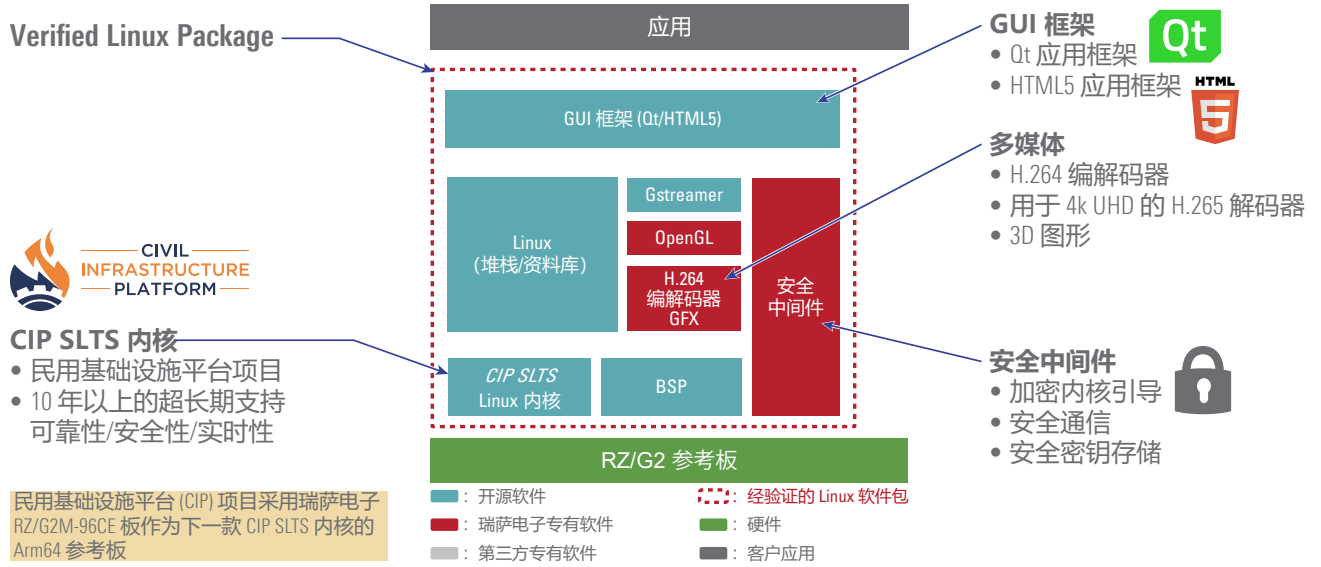 Verified Linux Package
CIVIL
INFRASTRUCTURE
PLATFORM
CIP SLTS 内核
• 民用基础设施平台项目
• 10 年以上的超长期支持
可靠性/安全性/实时性
民用基础设施平台 (CIP) 项目采用瑞萨电子
RZ/G2M-96CE 板作为下一款 CIP SLTS 内核的
Arm64 参考板
应用
GUI 框架 (Qt/HTML5)
Linux
(堆栈/资料库)
Gstreamer
OpenGL
H.264
编解码器
GFX
安全
中间件
CIP SLTS
Linux 内核
BSP
RZ/G2 参考板
: 开源软件
: 瑞萨电子专有软件
: 第三方专有软件
: 经验证的 Linux 软件包
: 硬件
: 客户应用
GUI 框架
• Qt 应用框架
• HTML5 应用框架
Qt
HTML
5
多媒体
• H.264 编解码器
• 用于 4k UHD 的 H.265 解码器
• 3D 图形
安全中间件
• 加密内核引导
• 安全通信
• 安全密钥存储